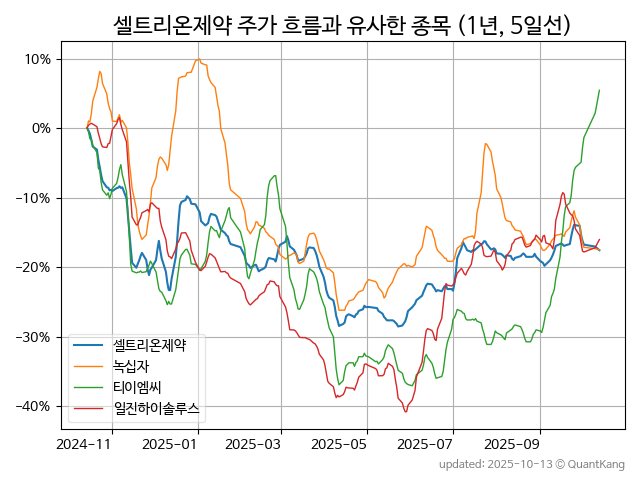 셀트리온제약 주가 흐름과 유사한 종목 (1년, 5일선)
10%
0%
−10%
−20%
−30%
−40%
셀트리온제약
녹십자
티이엠씨
일진하이솔루스
2024-11
2025-01
2025-03
2025-05
2025-07
2025-09
updated: 2025-10-13 © QuantKang